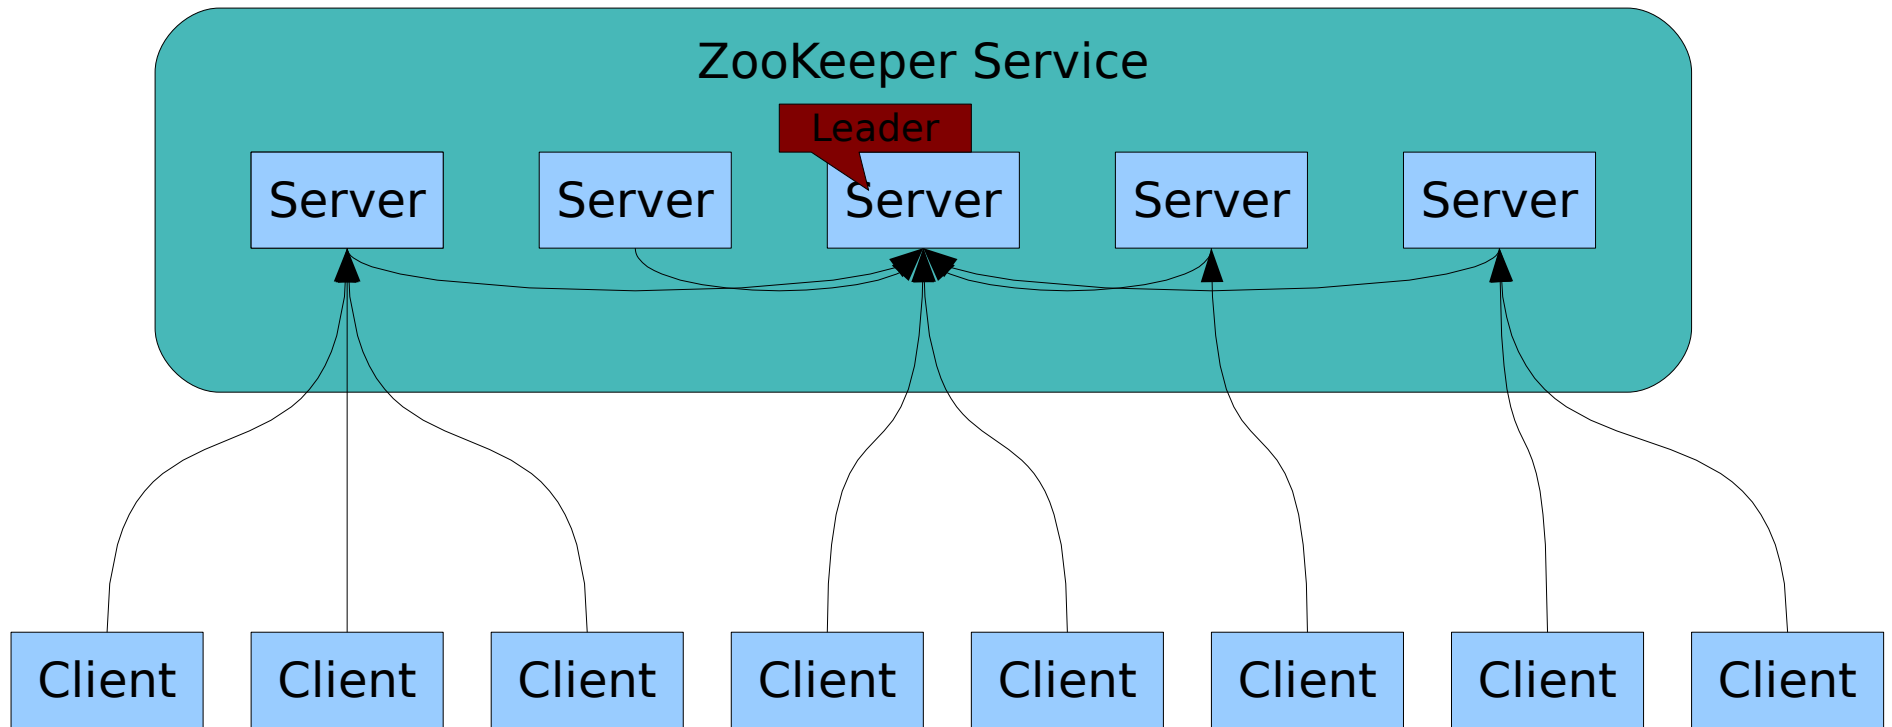 ZooKeeper Service
Leader
Server
Server
Server
Server
Server
Client
Client
Client
Client
Client
Client
Client
Client